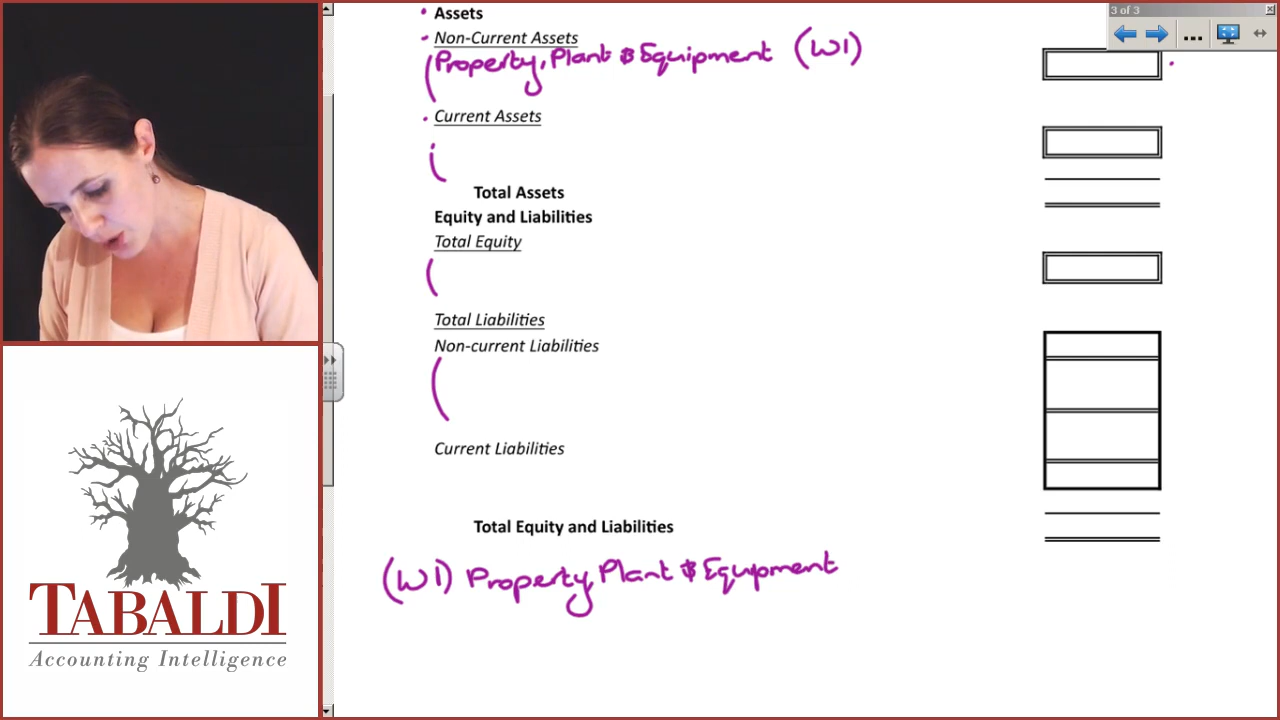 3 of 3
Assets
Non-Current Assets
Property, Plant & Equipment (W1)
Current Assets
Total Assets
Equity and Liabilities
Total Equity
Total Liabilities
Non-current Liabilities
Current Liabilities
Total Equity and Liabilities
(W1) Property, Plant & Equipment
TABALDI
Accounting Intelligence